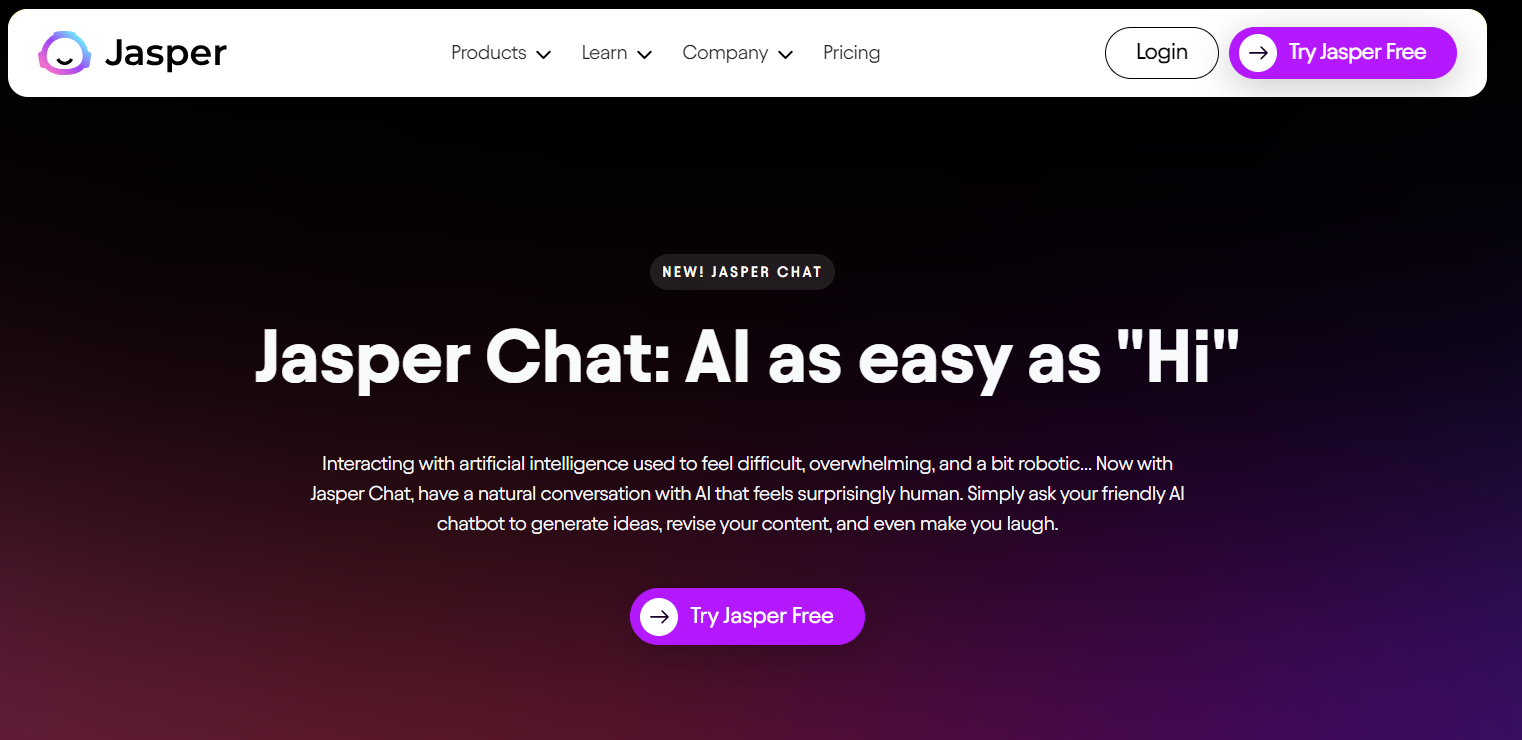 Jasper
Products
Learn
Company
Pricing
Login
Try Jasper Free
NEW! JASPER CHAT
Jasper Chat: AI as easy as "Hi"
Interacting with artificial intelligence used to feel difficult, overwhelming, and a bit robotic... Now with
Jasper Chat, have a natural conversation with AI that feels surprisingly human. Simply ask your friendly AI
chatbot to generate ideas, revise your content, and even make you laugh.
Try Jasper Free